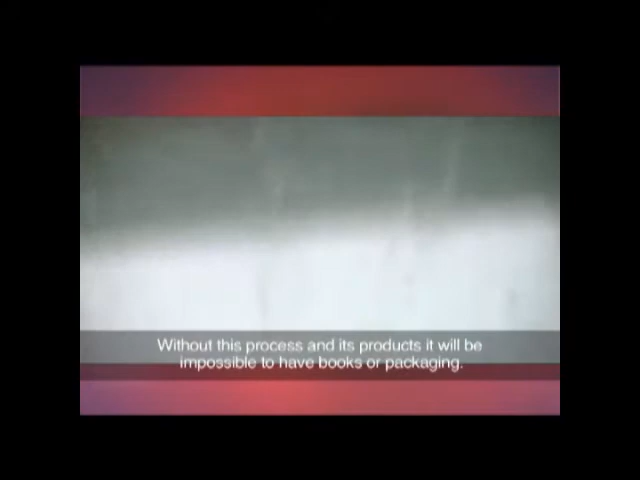 Without this process and its products it will be
impossible to have books or packaging.